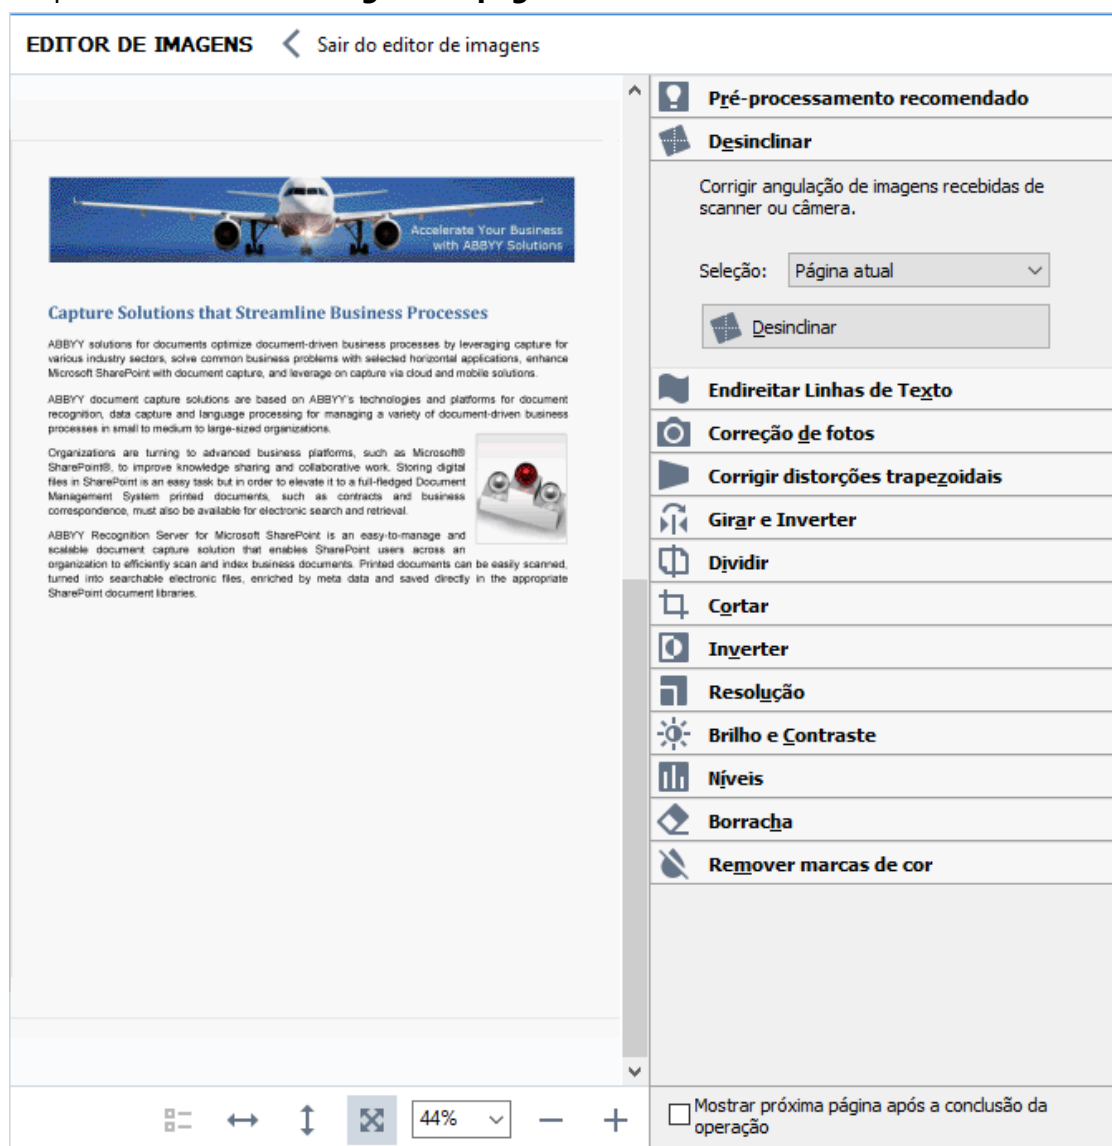 EDITOR DE IMAGENS
Sair do editor de imagens
Accelerate Your Business
with ABBYY Solutions
Capture Solutions that Streamline Business Processes
ABBYY solutions for documents optimize document-driven business processes by leveraging capture for
various industry sectors, solve common business problems with selected horizontal applications, enhance
Microsoft SharePoint with document capture, and leverage on capture via cloud and mobile solutions.
ABBYY document capture solutions are based on ABBYY's technologies and platforms for document
recognition, data capture and language processing for managing a variety of document-driven business
processes in small to medium to large-sized organizations.
Organizations are turning to advanced business platforms, such as Microsoft®
SharePoint®, to improve knowledge sharing and collaborative work. Storing digital
files in SharePoint is an easy task but in order to elevate it to a full-fledged Document
Management System printed documents, such as contracts and business
correspondence, must also be available for electronic search and retrieval.
ABBYY Recognition Server for Microsoft SharePoint is an easy-to-manage and
scalable document capture solution that enables SharePoint users across an
organization to efficiently scan and index business documents. Printed documents can be easily scanned,
turned into searchable electronic files, enriched by meta data and saved directly in the appropriate
SharePoint document libraries.
44%
Pré-processamento recomendado
Desinclinar
Corrigir angulação de imagens recebidas de
scanner ou câmera.
Seleção:
Página atual
Desinclinar
Endireitar Linhas de Texto
Correção de fotos
Corrigir distorções trapezoidais
Girar e Inverter
Dividir
Cortar
Inverter
Resolução
Brilho e Contraste
Níveis
Borracha
Remover marcas de cor
Mostrar próxima página após a conclusão da
operação